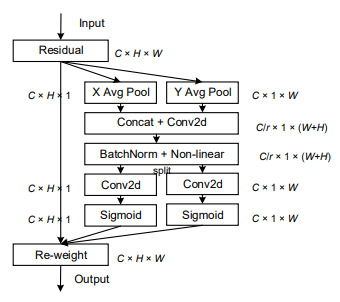 Input
Residual
C × H × W
C × H × 1
X Avg Pool
Y Avg Pool
C × 1 × W
Concat + Conv2d
C/r × 1 × (W+H)
BatchNorm + Non-linear
C/r × 1 × (W+H)
split
C × H × 1
Conv2d
Conv2d
C × 1 × W
C × H × 1
Sigmoid
Sigmoid
C × 1 × W
Re-weight
C × H × W
Output